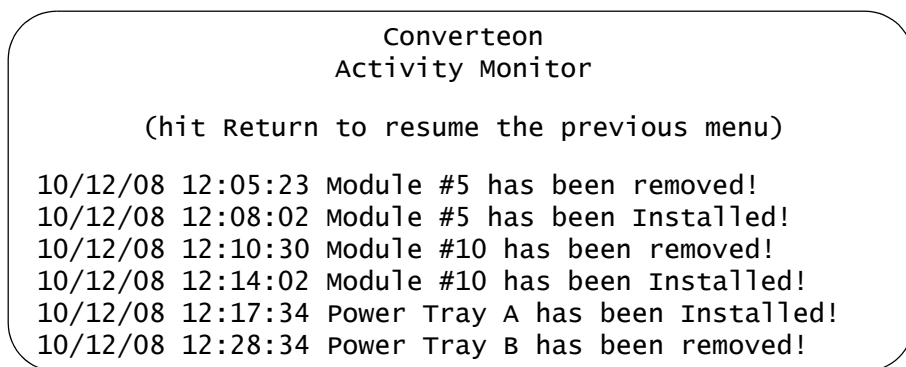 Converteon
Activity Monitor
(hit Return to resume the previous menu)
10/12/08 12:05:23 Module #5 has been removed!
10/12/08 12:08:02 Module #5 has been Installed!
10/12/08 12:10:30 Module #10 has been removed!
10/12/08 12:14:02 Module #10 has been Installed!
10/12/08 12:17:34 Power Tray A has been Installed!
10/12/08 12:28:34 Power Tray B has been removed!